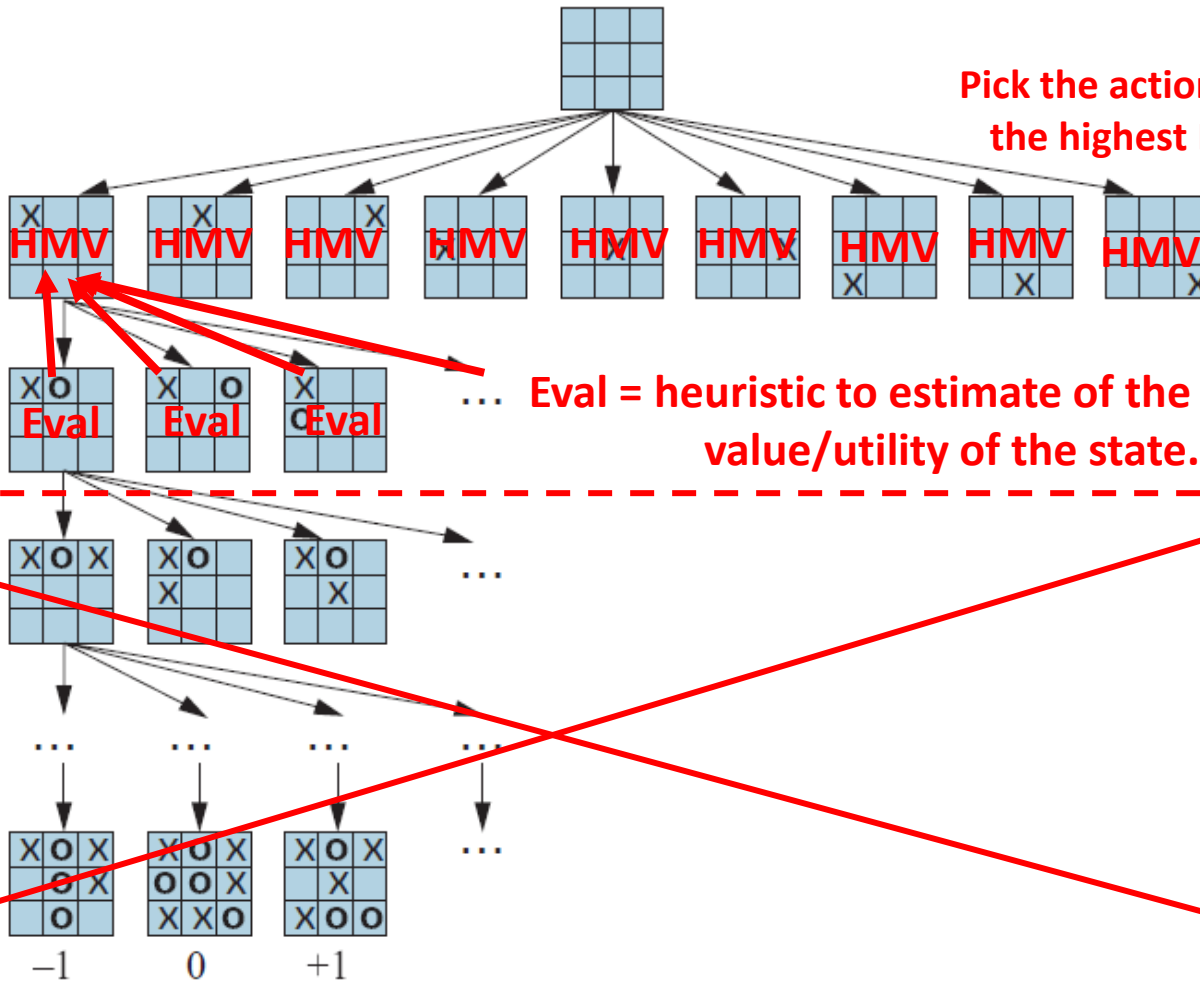 Pick the action
the highest
X X X X X X X X X
HMV HMV HMV HMV HMV HMV HMV HMV HMV
X O X O X
O
Eval Eval Eval ... Eval = heuristic to estimate of the
value/utility of the state.
X O X X O X O
X X
...
... ... ... ...
X O X X O X X O X
O X O O X X
O X X O X O O
...
–1 0 +1